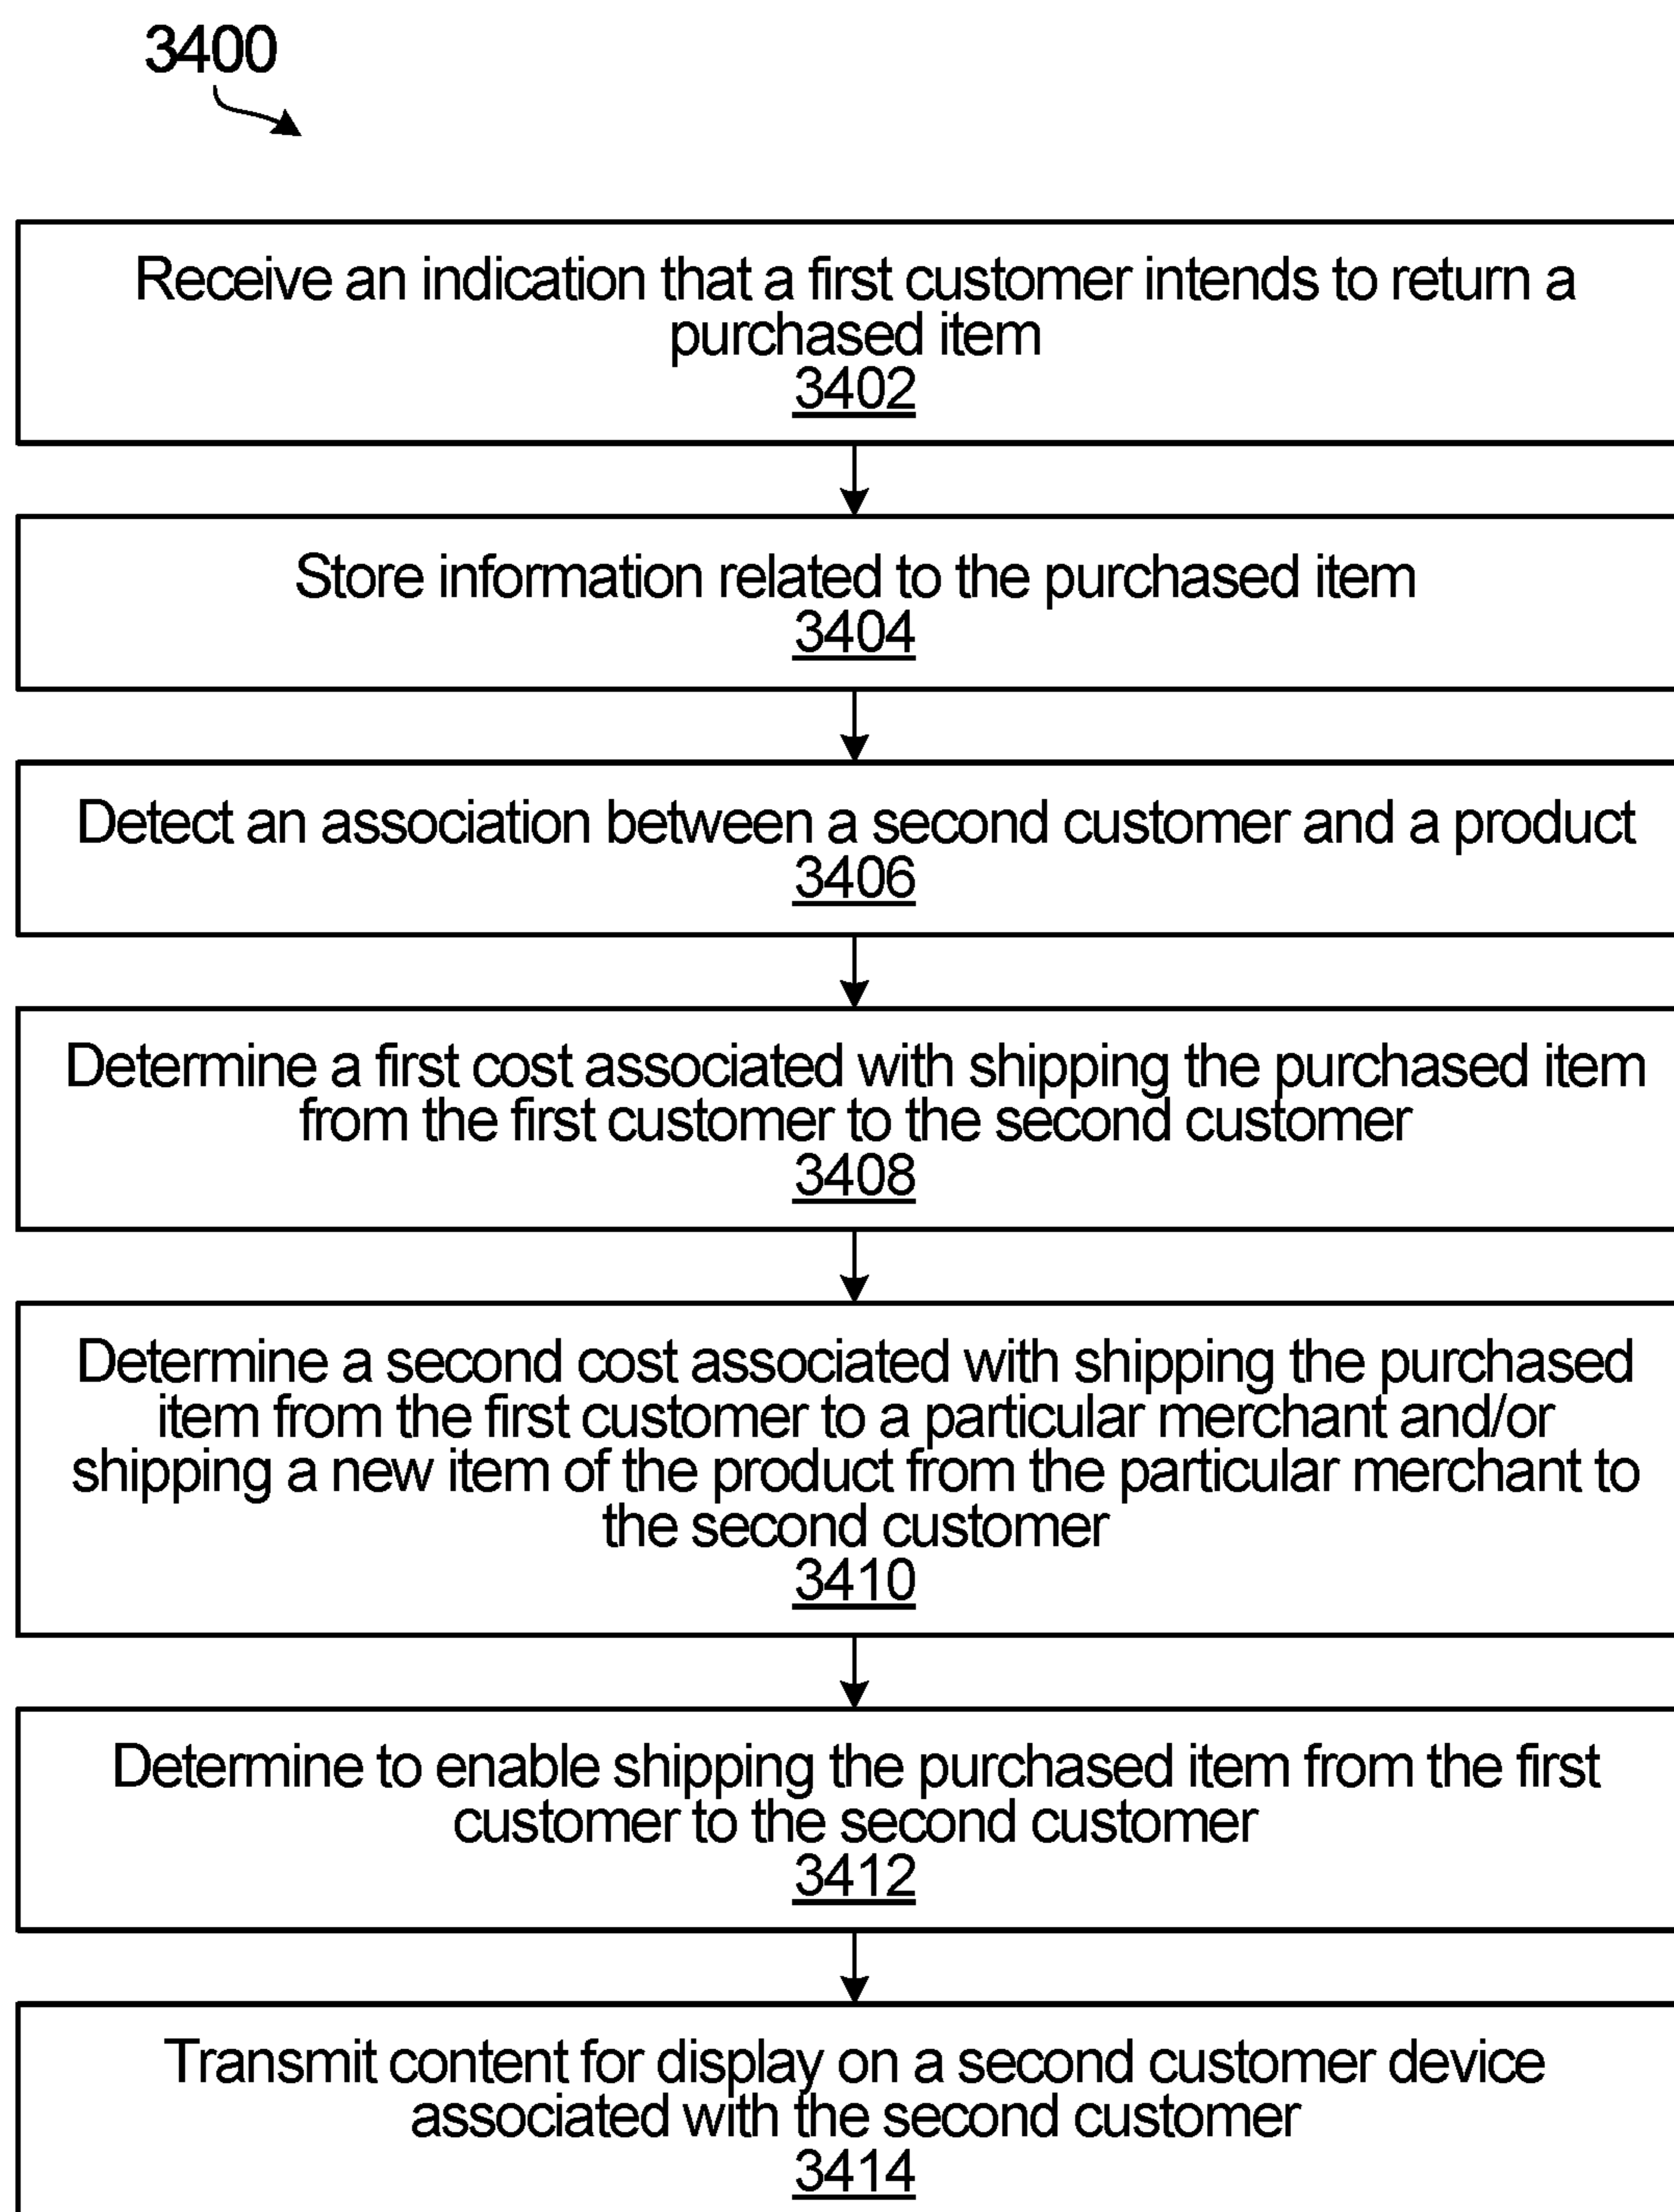 3400
Receive an indication that a first customer intends to return a
purchased item
3402
Store information related to the purchased item
3404
Detect an association between a second customer and a product
3406
Determine a first cost associated with shipping the purchased item
from the first customer to the second customer
3408
Determine a second cost associated with shipping the purchased
item from the first customer to a particular merchant and/or
shipping a new item of the product from the particular merchant to
the second customer
3410
Determine to enable shipping the purchased item from the first
customer to the second customer
3412
Transmit content for display on a second customer device
associated with the second customer
3414